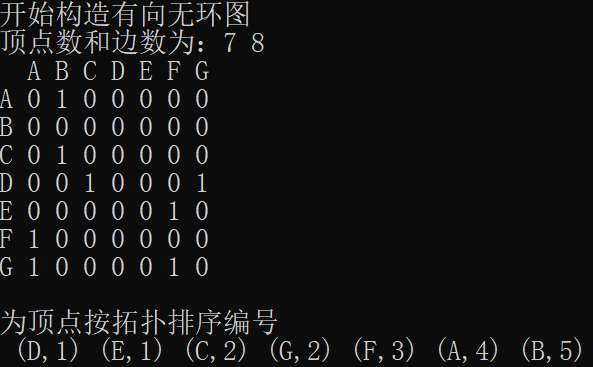 开始构造有向无环图
顶点数和边数为：7 8
  A B C D E F G
A 0 1 0 0 0 0 0
B 0 0 0 0 0 0 0
C 0 1 0 0 0 0 0
D 0 0 1 0 0 0 1
E 0 0 0 0 0 1 0
F 1 0 0 0 0 0 0
G 1 0 0 0 0 1 0
为顶点按拓扑排序编号
(D,1) (E,1) (C,2) (G,2) (F,3) (A,4) (B,5)